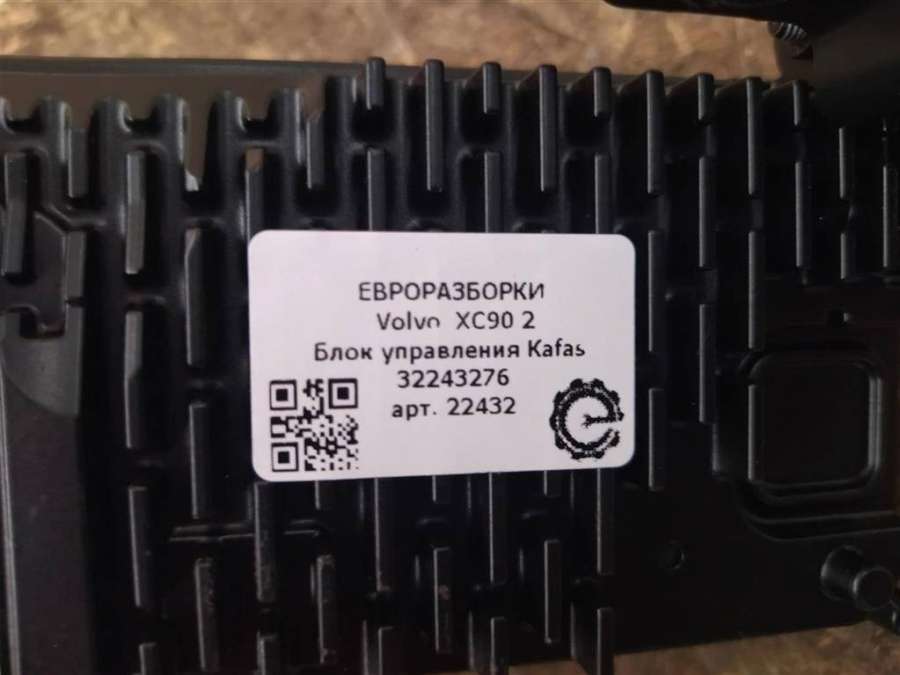 ЕВРОРАЗБОРКИ
Volvo XC90 2
Блок управления Kafas
32243276
арт. 22432